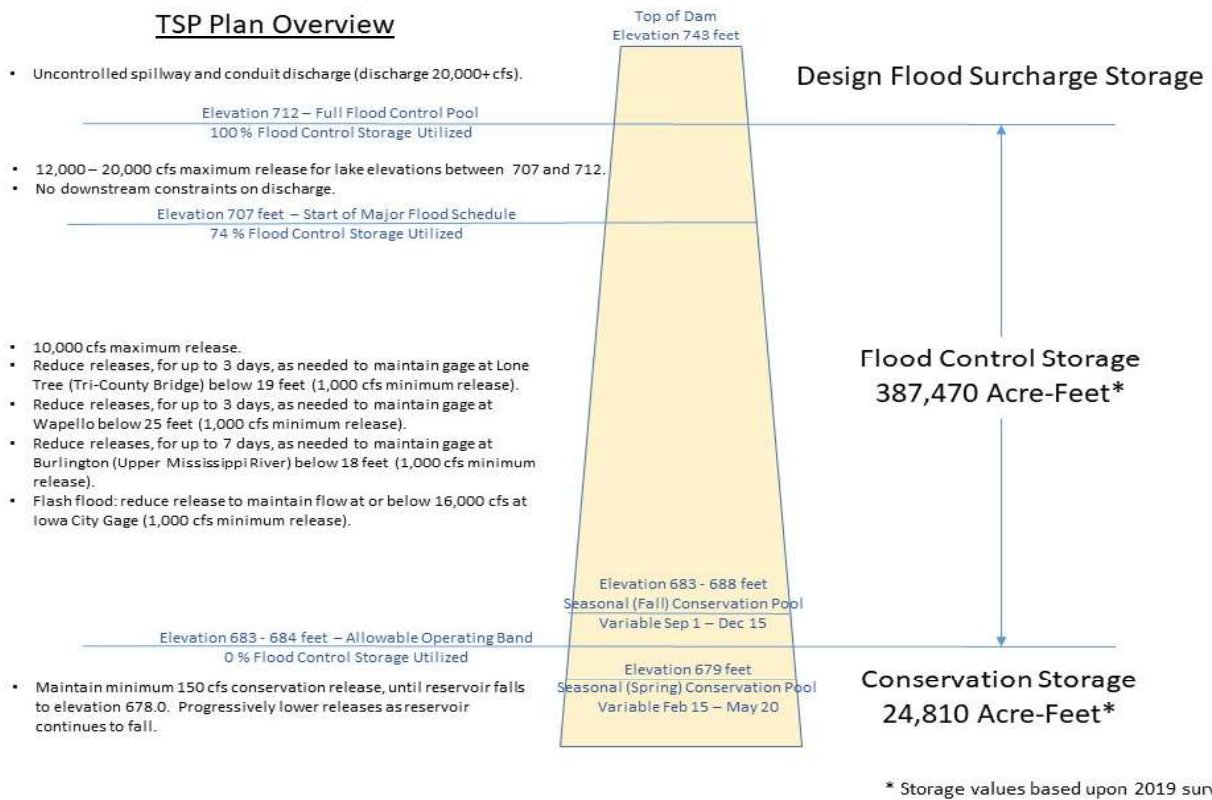 TSP Plan Overview
Top of Dam
Elevation 743 feet
• Uncontrolled spillway and conduit discharge (discharge 20,000+ cfs).
Design Flood Surcharge Storage
Elevation 712 – Full Flood Control Pool
100 % Flood Control Storage Utilized
• 12,000 – 20,000 cfs maximum release for lake elevations between 707 and 712.
• No downstream constraints on discharge.
Elevation 707 feet – Start of Major Flood Schedule
74 % Flood Control Storage Utilized
• 10,000 cfs maximum release.
• Reduce releases, for up to 3 days, as needed to maintain gage at Lone
Tree (Tri-County Bridge) below 19 feet (1,000 cfs minimum release).
• Reduce releases, for up to 3 days, as needed to maintain gage at
Wapello below 25 feet (1,000 cfs minimum release).
• Reduce releases, for up to 7 days, as needed to maintain gage at
Burlington (Upper Mississippi River) below 18 feet (1,000 cfs minimum
release).
• Flash flood: reduce release to maintain flow at or below 16,000 cfs at
Iowa City Gage (1,000 cfs minimum release).
Flood Control Storage
387,470 Acre-Feet*
Elevation 683 - 688 feet
Seasonal (Fall) Conservation Pool
Variable Sep 1 – Dec 15
Elevation 683 - 684 feet – Allowable Operating Band
0 % Flood Control Storage Utilized
Elevation 679 feet
Seasonal (Spring) Conservation Pool
Variable Feb 15 – May 20
• Maintain minimum 150 cfs conservation release, until reservoir falls
to elevation 678.0. Progressively lower releases as reservoir
continues to fall.
Conservation Storage
24,810 Acre-Feet*
* Storage values based upon 2019